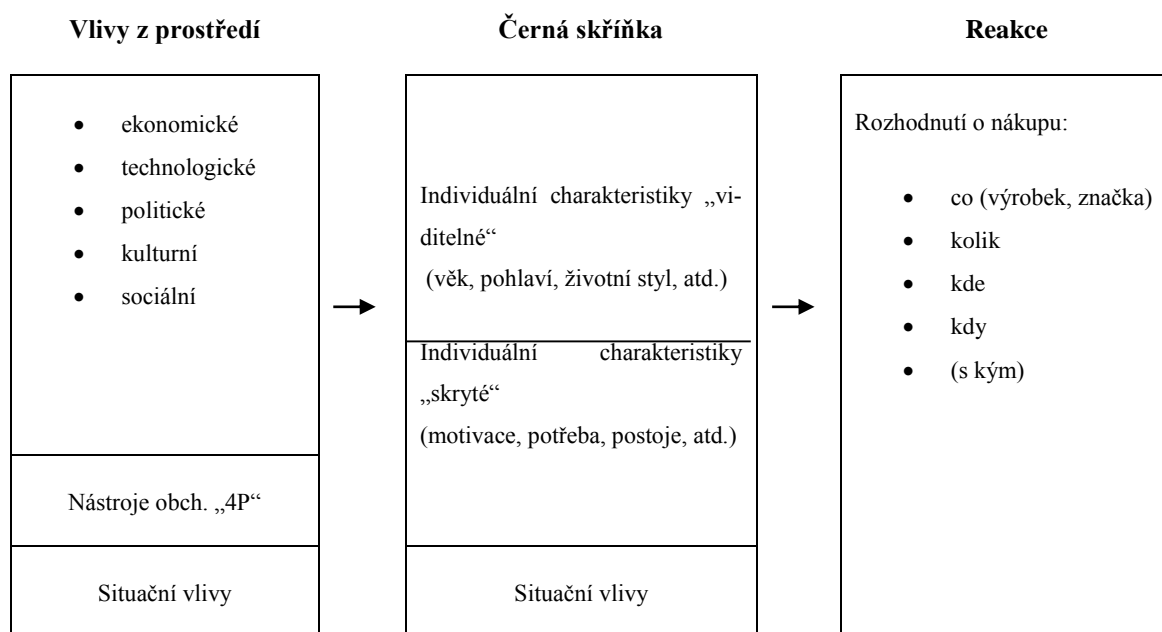 Vlivy z prostředí
ekonomické
technologické
politické
kulturní
sociální
Nástroje obch. „4P“
Situační vlivy
Černá skříňka
Individuální charakteristiky „vi-
ditelné“
(věk, pohlaví, životní styl, atd.)
Individuální charakteristiky
„skryté“
(motivace, potřeba, postoje, atd.)
Situační vlivy
Reakce
Rozhodnutí o nákupu:
co (výrobek, značka)
kolik
kde
kdy
(s kým)